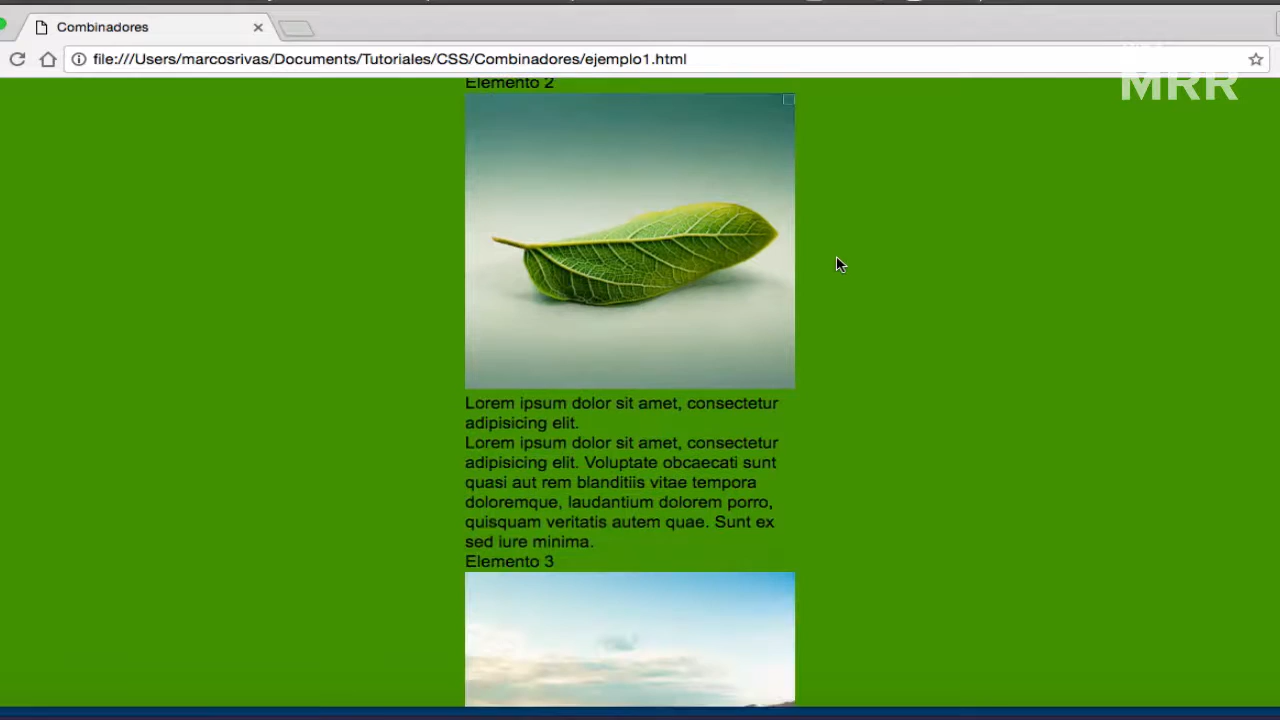 Combinadores
file:///Users/marcosrivas/Documents/Tutoriales/CSS/Combinadores/ejemplo1.html
MRR
Elemento 2
Lorem ipsum dolor sit amet, consectetur
adipisicing elit.
Lorem ipsum dolor sit amet, consectetur
adipisicing elit. Voluptate obcaecati sunt
quasi aut rem blanditiis vitae tempora
doloremque, laudantium dolorem porro,
quisquam veritatis autem quae. Sunt ex
sed iure minima.
Elemento 3